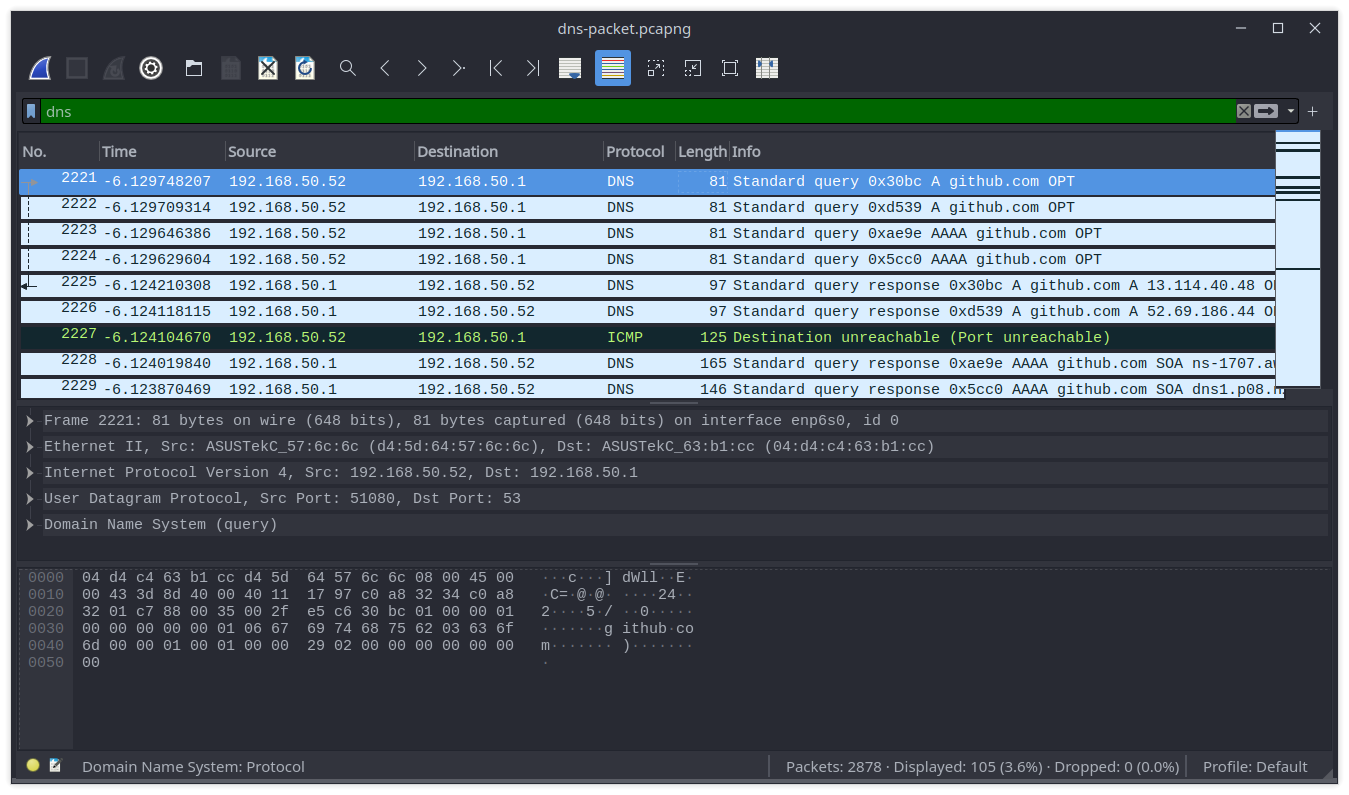 dns-packet.pcapng
dns
No. Time Source Destination Protocol Length Info
2221 -6.129748207 192.168.50.52 192.168.50.1 DNS 81 Standard query 0x30bc A github.com OPT
2222 -6.129709314 192.168.50.52 192.168.50.1 DNS 81 Standard query 0xd539 A github.com OPT
2223 -6.129646386 192.168.50.52 192.168.50.1 DNS 81 Standard query 0xae9e AAAA github.com OPT
2224 -6.129629604 192.168.50.52 192.168.50.1 DNS 81 Standard query 0x5cc0 AAAA github.com OPT
2225 -6.124210308 192.168.50.1 192.168.50.52 DNS 97 Standard query response 0x30bc A github.com A 13.114.40.48
2226 -6.124118115 192.168.50.1 192.168.50.52 DNS 97 Standard query response 0xd539 A github.com A 52.69.186.44
2227 -6.124104670 192.168.50.52 192.168.50.1 ICMP 125 Destination unreachable (Port unreachable)
2228 -6.124019840 192.168.50.1 192.168.50.52 DNS 165 Standard query response 0xae9e AAAA github.com SOA ns-1707.a
2229 -6.123870469 192.168.50.1 192.168.50.52 DNS 146 Standard query response 0x5cc0 AAAA github.com SOA dns1.p08.
Frame 2221: 81 bytes on wire (648 bits), 81 bytes captured (648 bits) on interface enp6s0, id 0
Ethernet II, Src: ASUSTekC_57:6c:6c (d4:5d:64:57:6c:6c), Dst: ASUSTekC_63:b1:cc (04:d4:c4:63:b1:cc)
Internet Protocol Version 4, Src: 192.168.50.52, Dst: 192.168.50.1
User Datagram Protocol, Src Port: 51080, Dst Port: 53
Domain Name System (query)
0000 04 d4 c4 63 b1 cc d4 5d 64 57 6c 6c 08 00 45 00 ···c···] dWll··E·
0010 00 43 3d 8d 40 00 40 11 17 97 c0 a8 32 34 c0 a8 ·C=·@·@· ····24··
0020 32 01 c7 88 00 35 00 2f e5 c6 30 bc 01 00 00 01 2····5·/ ··0·····
0030 00 00 00 00 00 01 06 67 69 74 68 75 62 03 63 6f ·······g ithub·co
0040 6d 00 00 01 00 01 00 00 29 02 00 00 00 00 00 00 m······· )·······
0050 00 ·
Domain Name System: Protocol Packets: 2878 · Displayed: 105 (3.6%) · Dropped: 0 (0.0%) Profile: Default